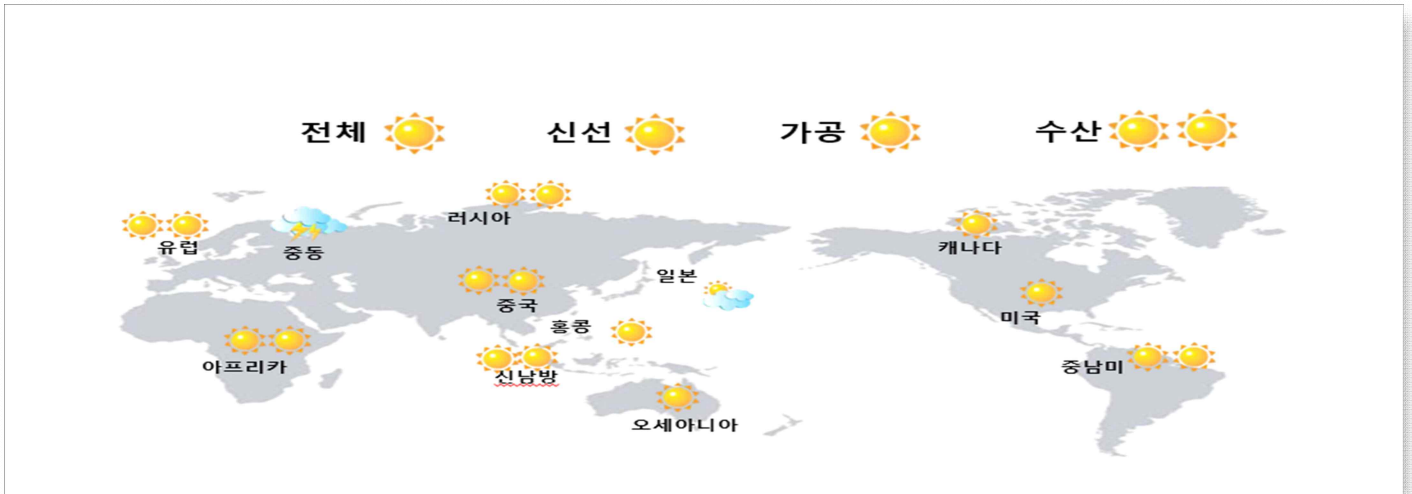 전체 신선 가공 수산
러시아
유럽 중동 캐나다
일본
중국 미국
홍콩
아프리카 중남미
신남방
오세아니아